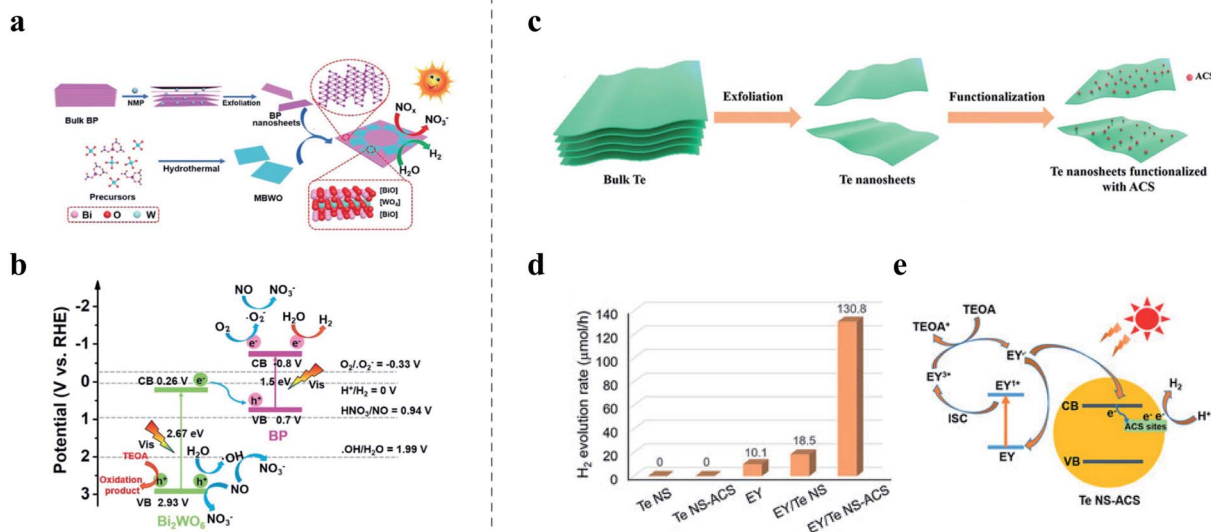 a
Bulk BP
NMP
Exfoliation
BP
nanosheets
NOₓ
NO₃⁻
H₂
H₂O
Hydrothermal
Precursors
MBWO
Bi O W
[BiO]
[WO₄]
[BiO]
b
Potential (V vs. RHE)
-2
-1
0
1
2
3
NO
NO₃⁻
·O₂⁻
O₂
H₂O
H₂
e⁻
e⁻
CB -0.8 V
O₂/.O₂⁻ = -0.33 V
CB 0.26 V
e⁻
1.5 eV
Vis
H⁺/H₂ = 0 V
h⁺
VB 0.7 V
HNO₃/NO = 0.94 V
BP
2.67 eV
Vis
.OH/H₂O = 1.99 V
TEOA
H₂O
·OH
NO₃⁻
Oxidation
product
h⁺
h⁺
NO
VB 2.93 V
NO₃⁻
Bi₂WO₆
c
Bulk Te
Exfoliation
Te nanosheets
Functionalization
ACS
Te nanosheets functionalized
with ACS
d
H₂ evolution rate (μmol/h)
140
120
100
80
60
40
20
0
0
0
10.1
18.5
130.8
Te NS
Te NS-ACS
EY
EY/Te NS
EY/Te NS-ACS
e
TEOA
TEOA⁺
EY⁻
EY³*
EY¹*
ISC
EY
CB
e⁻
e⁻ e⁻
ACS sites
H₂
H⁺
VB
Te NS-ACS